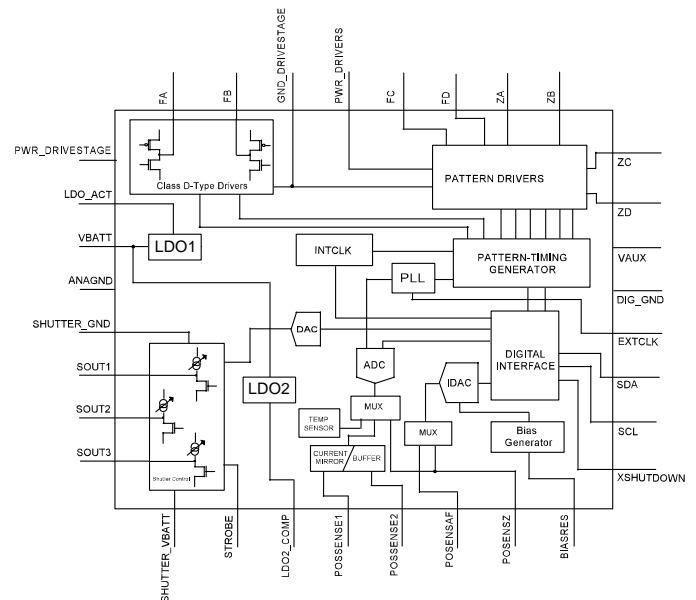 FA
FB
GND_DRIVESTAGE
PWR_DRIVERS
FC
FD
ZA
ZB
PWR_DRIVESTAGE
Class D-Type Drivers
PATTERN DRIVERS
ZC
ZD
LDO_ACT
VBATT
LDO1
INTCLK
PATTERN-TIMING
GENERATOR
VAUX
PLL
ANAGND
DIG_GND
SHUTTER_GND
DAC
EXTCLK
SOUT1
ADC
DIGITAL
INTERFACE
SDA
LDO2
IDAC
SOUT2
MUX
TEMP
SENSOR
MUX
Bias
Generator
SCL
SOUT3
CURRENT
MIRROR
BUFFER
Shutter Control
XSHUTDOWN
SHUTTER_VBATT
STROBE
LDO2_COMP
POSSENSE1
POSSENSE2
POSENSAF
POSENSZ
BIASRES